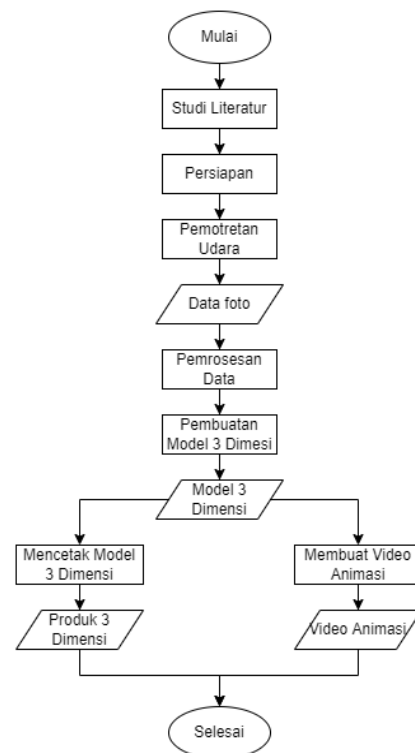 Mulai
Studi Literatur
Persiapan
Pemotretan
Udara
Data foto
Pemrosesan
Data
Pembuatan
Model 3 Dimesi
Model 3
Dimensi
Mencetak Model
3 Dimensi
Membuat Video
Animasi
Produk 3
Dimensi
Video Animasi
Selesai